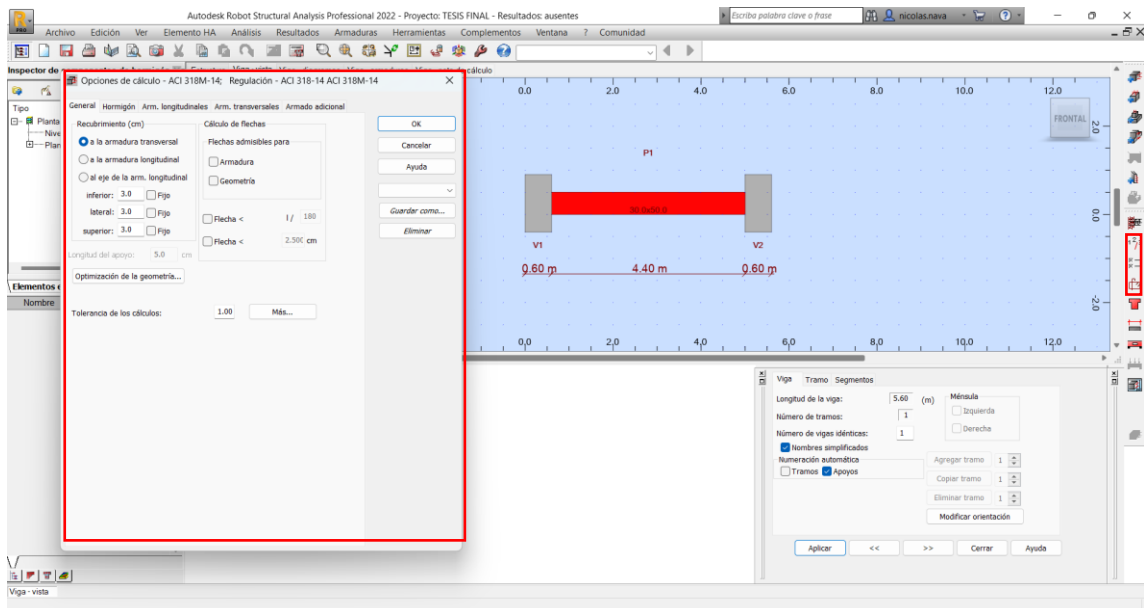 Autodesk Robot Structural Analysis Professional 2022 - Proyecto: TESIS FINAL - Resultados: ausentes
Escriba palabra clave o frase
nicolas.nava
PRO
Archivo Edición Ver Elemento HA Análisis Resultados Armaduras Herramientas Complementos Ventana ? Comunidad
Opciones de cálculo - ACI 318M-14; Regulación - ACI 318-14 ACI 318M-14
General Hormigón Arm. longitudinales Arm. transversales Armado adicional
Recubrimiento (cm)
a la armadura transversal
a la armadura longitudinal
al eje de la arm. longitudinal
inferior: 3.0 Fijo
lateral: 3.0 Fijo
superior: 3.0 Fijo
Longitud del apoyo: 5.0 cm
Optimización de la geometría...
Tolerancia de los cálculos: 1.00 Más...
Cálculo de flechas
Flechas admisibles para
Armadura
Geometría
Flecha < l / 180
Flecha < 2.500 cm
OK
Cancelar
Ayuda
Guardar como...
Eliminar
Tipo
Nombre
0.0 2.0 4.0 6.0 8.0 10.0 12.0
FRONTAL
2.0
0.0
-2.0
P1
30.0x50.0
V1 V2
0.60 m 4.40 m 0.60 m
0.0 2.0 4.0 6.0 8.0 10.0 12.0
Viga Tramo Segmentos
Longitud de la viga: 5.60 (m)
Número de tramos: 1
Número de vigas idénticas: 1
Nombres simplificados
Numeración automática
Tramos Apoyos
Ménsula
Izquierda
Derecha
Agregar tramo 1
Copiar tramo 1
Eliminar tramo 1
Modificar orientación
Aplicar << >> Cerrar Ayuda
Viga - vista